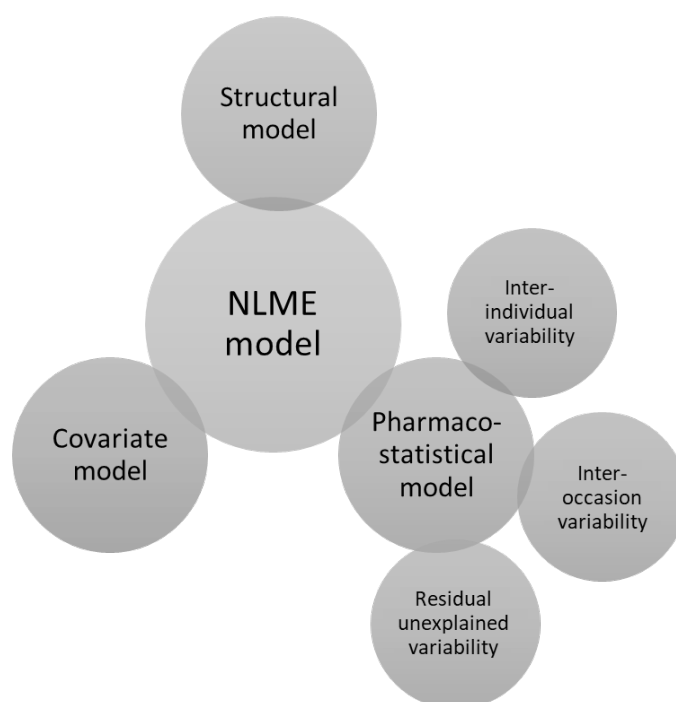 Structural
model
NLME
model
Inter-
individual
variability
Covariate
model
Pharmaco-
statistical
model
Inter-
occasion
variability
Residual
unexplained
variability